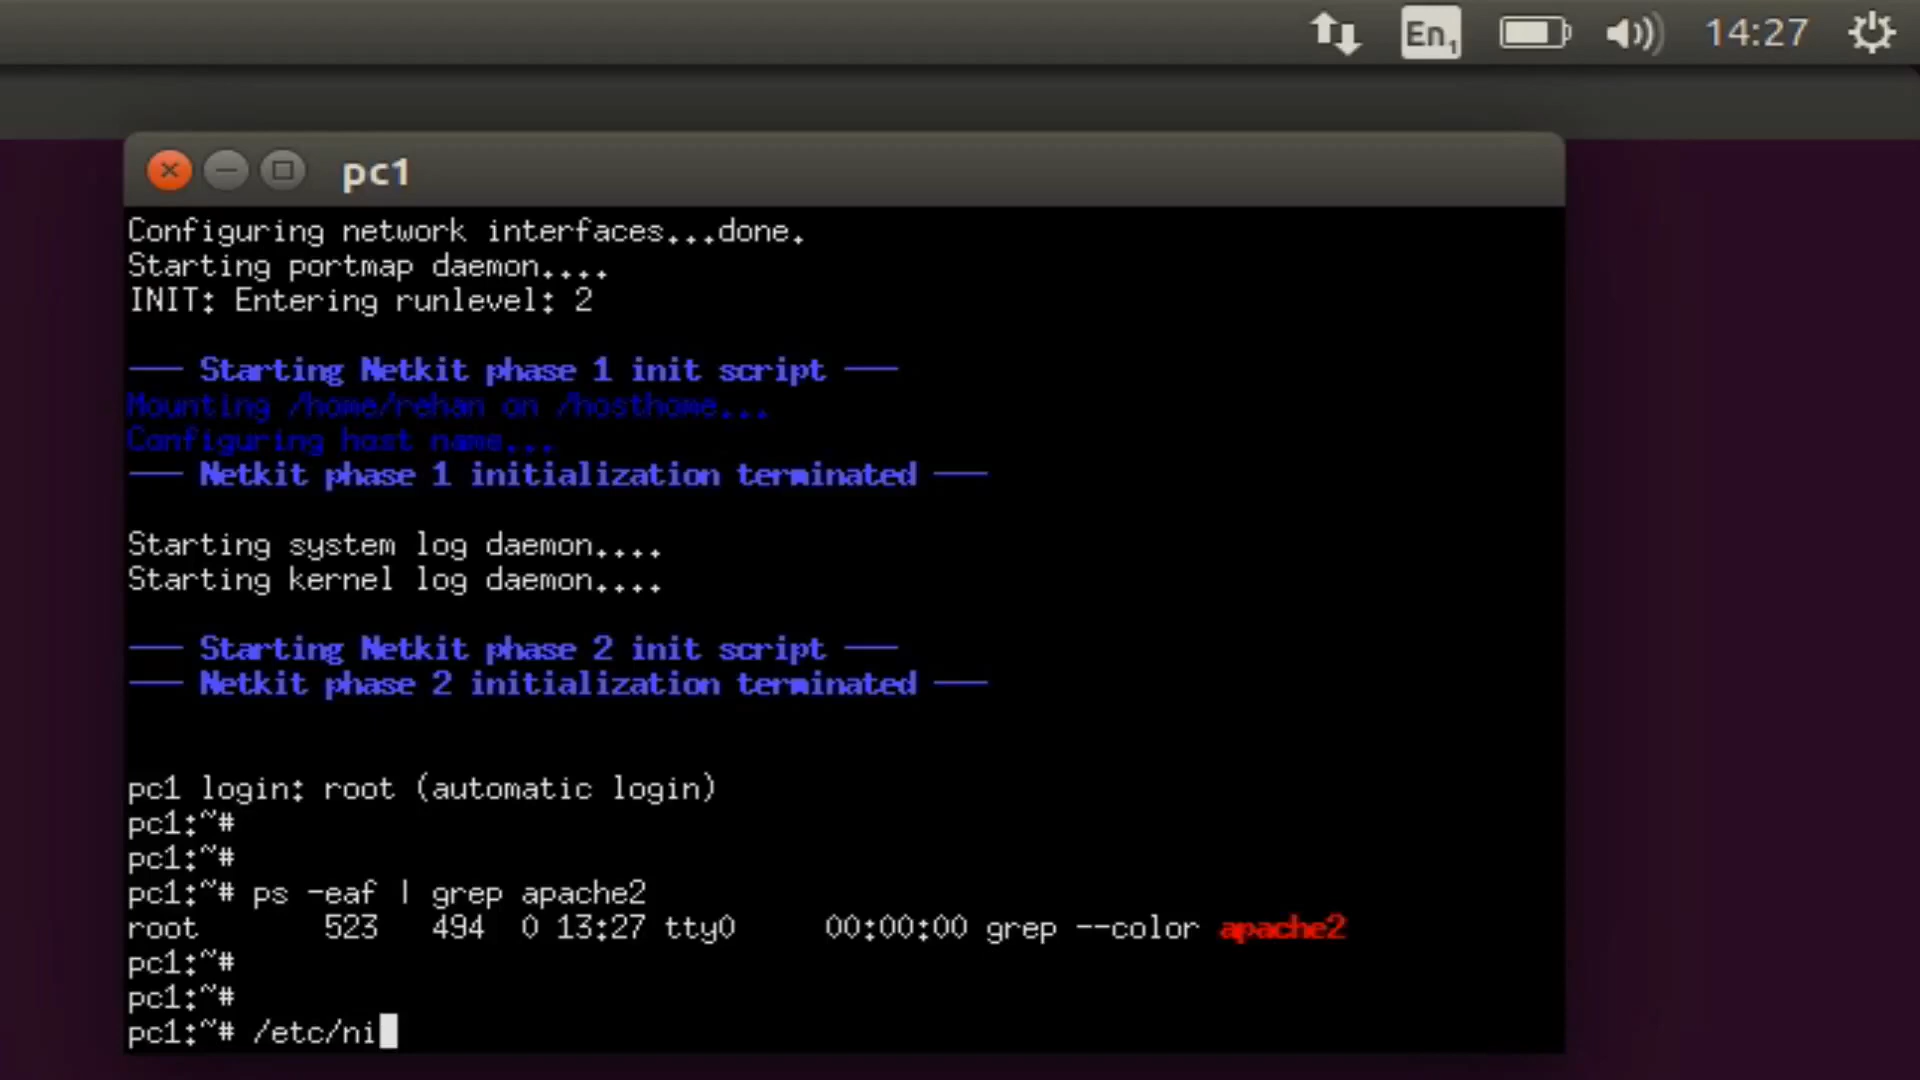 En1 14:27
pc1
Configuring network interfaces...done.
Starting portmap daemon....
INIT: Entering runlevel: 2
--- Starting Netkit phase 1 init script ---
Mounting /home/rehan on /hosthome...
Configuring host name...
--- Netkit phase 1 initialization terminated ---
Starting system log daemon....
Starting kernel log daemon....
--- Starting Netkit phase 2 init script ---
--- Netkit phase 2 initialization terminated ---
pc1 login: root (automatic login)
pc1:~#
pc1:~#
pc1:~# ps -eaf | grep apache2
root 523 494 0 13:27 tty0 00:00:00 grep --color apache2
pc1:~#
pc1:~#
pc1:~# /etc/ni